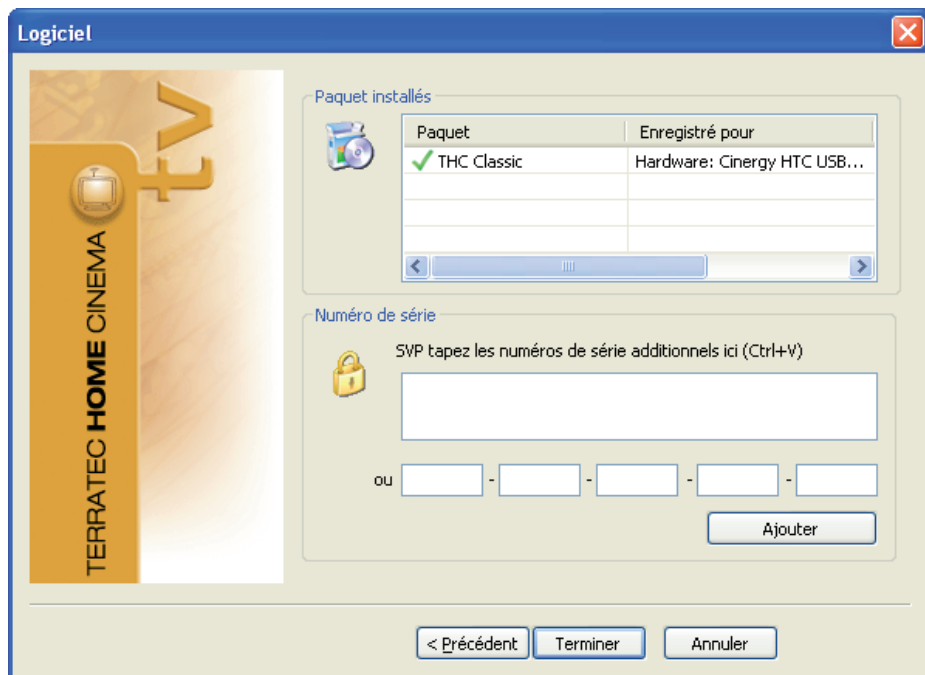 Logiciel
tv
TERRATEC HOME CINEMA
Paquet installés
Paquet Enregistré pour
THC Classic Hardware: Cinergy HTC USB...
Numéro de série
SVP tapez les numéros de série additionnels ici (Ctrl+V)
ou - - - -
Ajouter
< Précédent Terminer Annuler